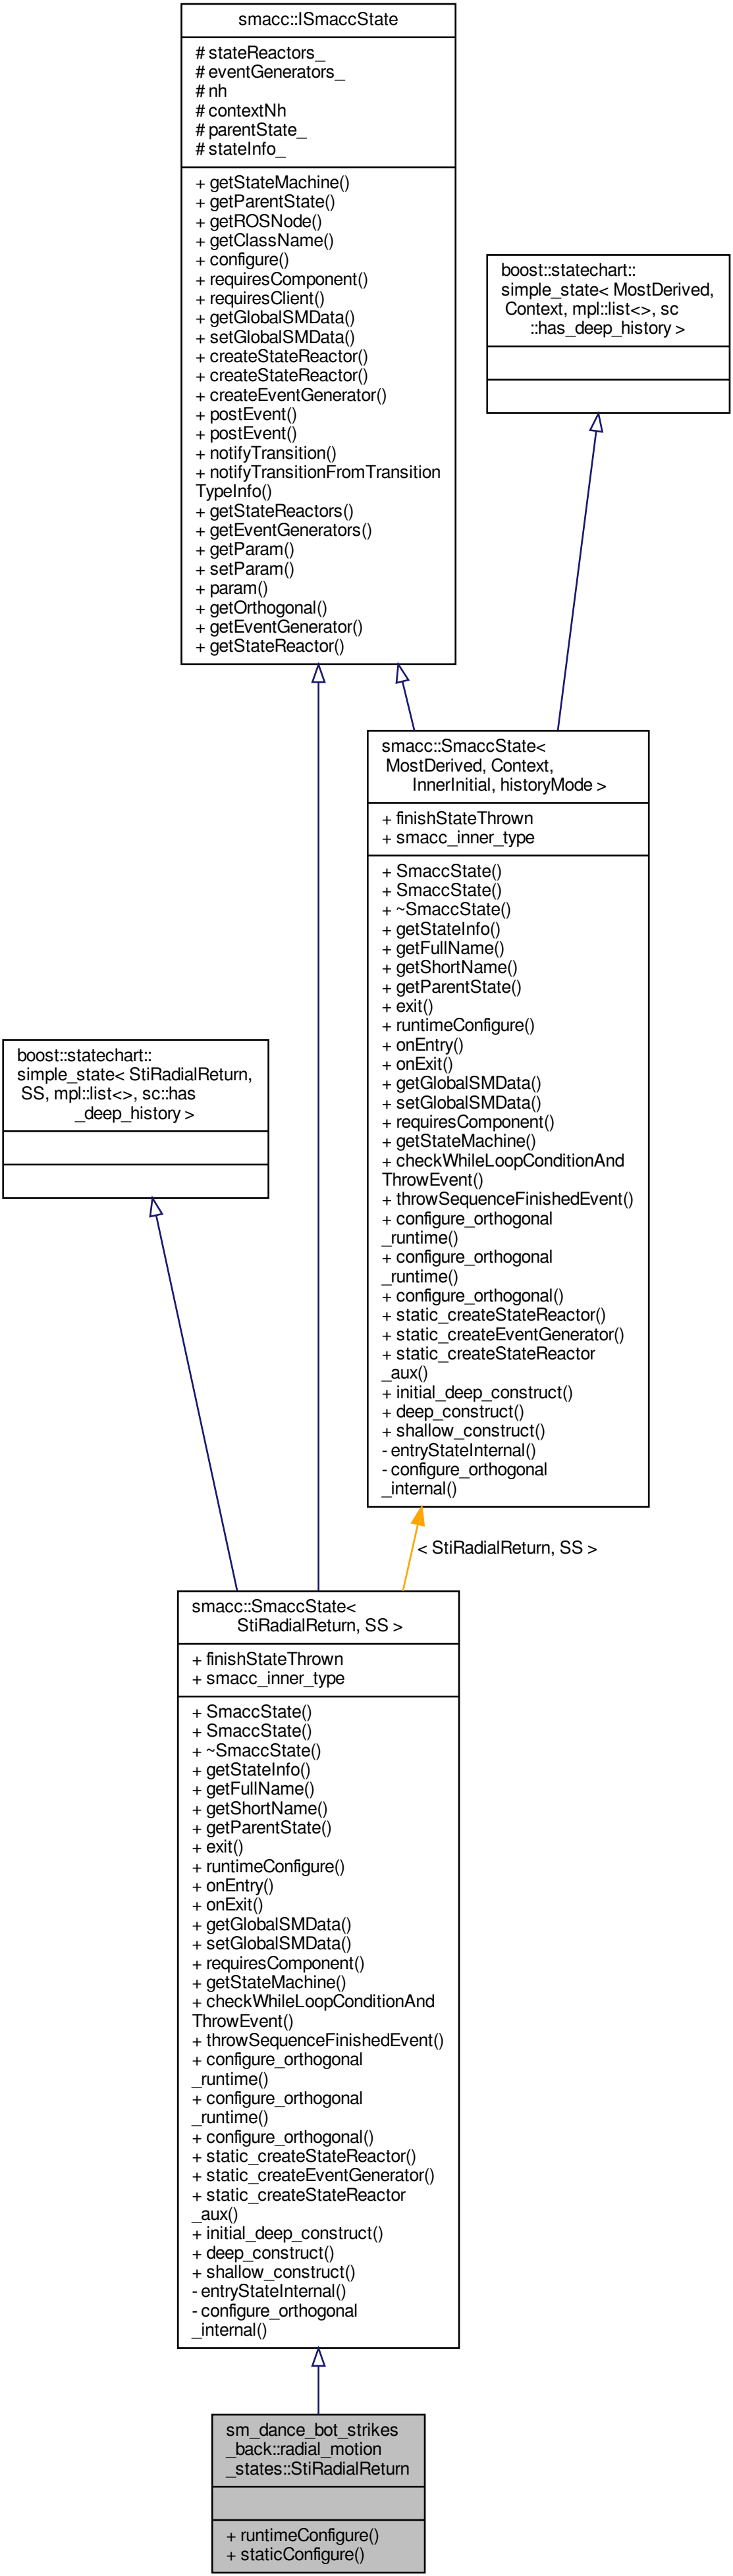 smacc::ISmaccState
# stateReactors_
# eventGenerators_
# nh
# contextNh
# parentState_
# stateInfo_
+ getStateMachine()
+ getParentState()
+ getROSNode()
+ getClassName()
+ configure()
+ requiresComponent()
+ requiresClient()
+ getGlobalSMData()
+ setGlobalSMData()
+ createStateReactor()
+ createStateReactor()
+ createEventGenerator()
+ postEvent()
+ postEvent()
+ notifyTransition()
+ notifyTransitionFromTransition
TypeInfo()
+ getStateReactors()
+ getEventGenerators()
+ getParam()
+ setParam()
+ param()
+ getOrthogonal()
+ getEventGenerator()
+ getStateReactor()
boost::statechart::
simple_state< MostDerived,
Context, mpl::list<>, sc
::has_deep_history >
smacc::SmaccState<
MostDerived, Context,
InnerInitial, historyMode >
+ finishStateThrown
+ smacc_inner_type
+ SmaccState()
+ SmaccState()
+ ~SmaccState()
+ getStateInfo()
+ getFullName()
+ getShortName()
+ getParentState()
+ exit()
+ runtimeConfigure()
+ onEntry()
+ onExit()
+ getGlobalSMData()
+ setGlobalSMData()
+ requiresComponent()
+ getStateMachine()
+ checkWhileLoopConditionAnd
ThrowEvent()
+ throwSequenceFinishedEvent()
+ configure_orthogonal
_runtime()
+ configure_orthogonal
_runtime()
+ configure_orthogonal()
+ static_createStateReactor()
+ static_createEventGenerator()
+ static_createStateReactor
_aux()
+ initial_deep_construct()
+ deep_construct()
+ shallow_construct()
- entryStateInternal()
- configure_orthogonal
_internal()
boost::statechart::
simple_state< StiRadialReturn,
SS, mpl::list<>, sc::has
_deep_history >
< StiRadialReturn, SS >
smacc::SmaccState<
StiRadialReturn, SS >
+ finishStateThrown
+ smacc_inner_type
+ SmaccState()
+ SmaccState()
+ ~SmaccState()
+ getStateInfo()
+ getFullName()
+ getShortName()
+ getParentState()
+ exit()
+ runtimeConfigure()
+ onEntry()
+ onExit()
+ getGlobalSMData()
+ setGlobalSMData()
+ requiresComponent()
+ getStateMachine()
+ checkWhileLoopConditionAnd
ThrowEvent()
+ throwSequenceFinishedEvent()
+ configure_orthogonal
_runtime()
+ configure_orthogonal
_runtime()
+ configure_orthogonal()
+ static_createStateReactor()
+ static_createEventGenerator()
+ static_createStateReactor
_aux()
+ initial_deep_construct()
+ deep_construct()
+ shallow_construct()
- entryStateInternal()
- configure_orthogonal
_internal()
sm_dance_bot_strikes
_back::radial_motion
_states::StiRadialReturn
+ runtimeConfigure()
+ staticConfigure()